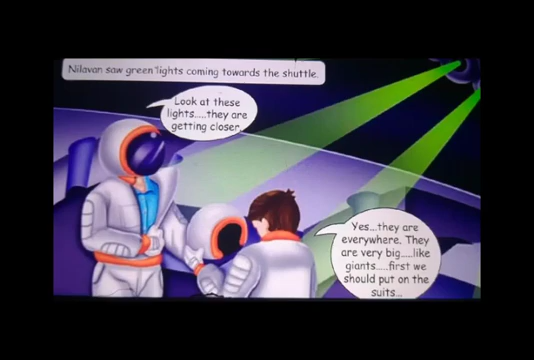 Nilavan saw green lights coming towards the shuttle.
Look at these
lights.....they are
getting closer.
Yes...they are
everywhere. They
are very big.....like
giants.....first we
should put on the
suits...